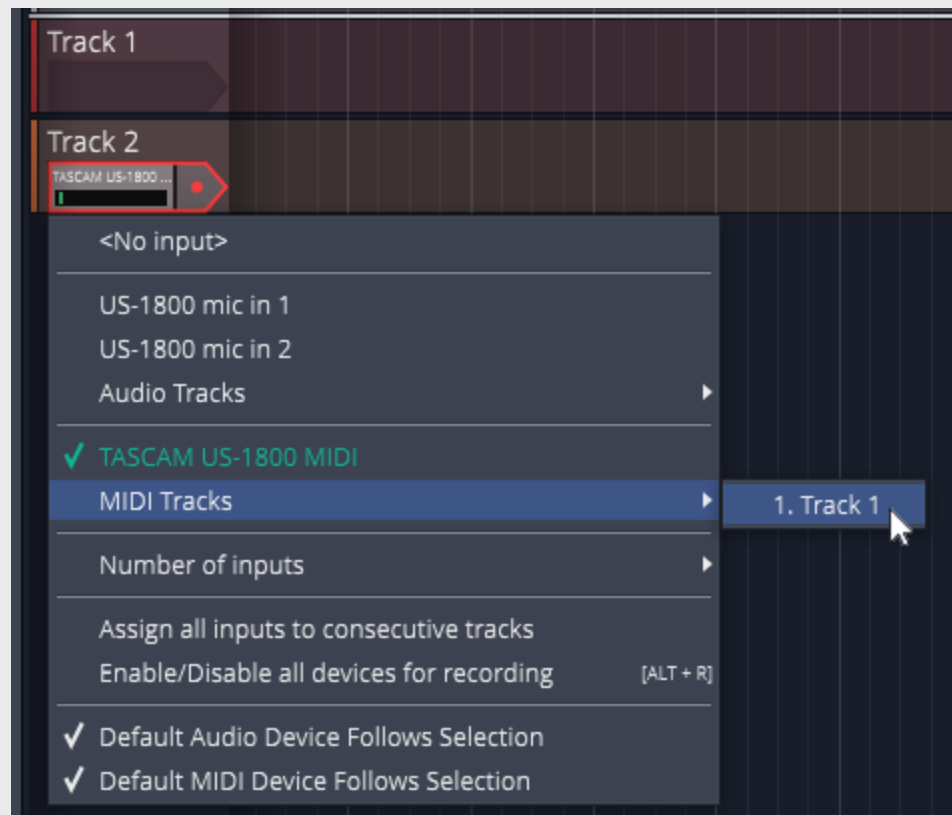 Track 1
Track 2
TASCAM US-1800 ...
<No input>
US-1800 mic in 1
US-1800 mic in 2
Audio Tracks
TASCAM US-1800 MIDI
MIDI Tracks
1. Track 1
Number of inputs
Assign all inputs to consecutive tracks
Enable/Disable all devices for recording [ALT + R]
Default Audio Device Follows Selection
Default MIDI Device Follows Selection